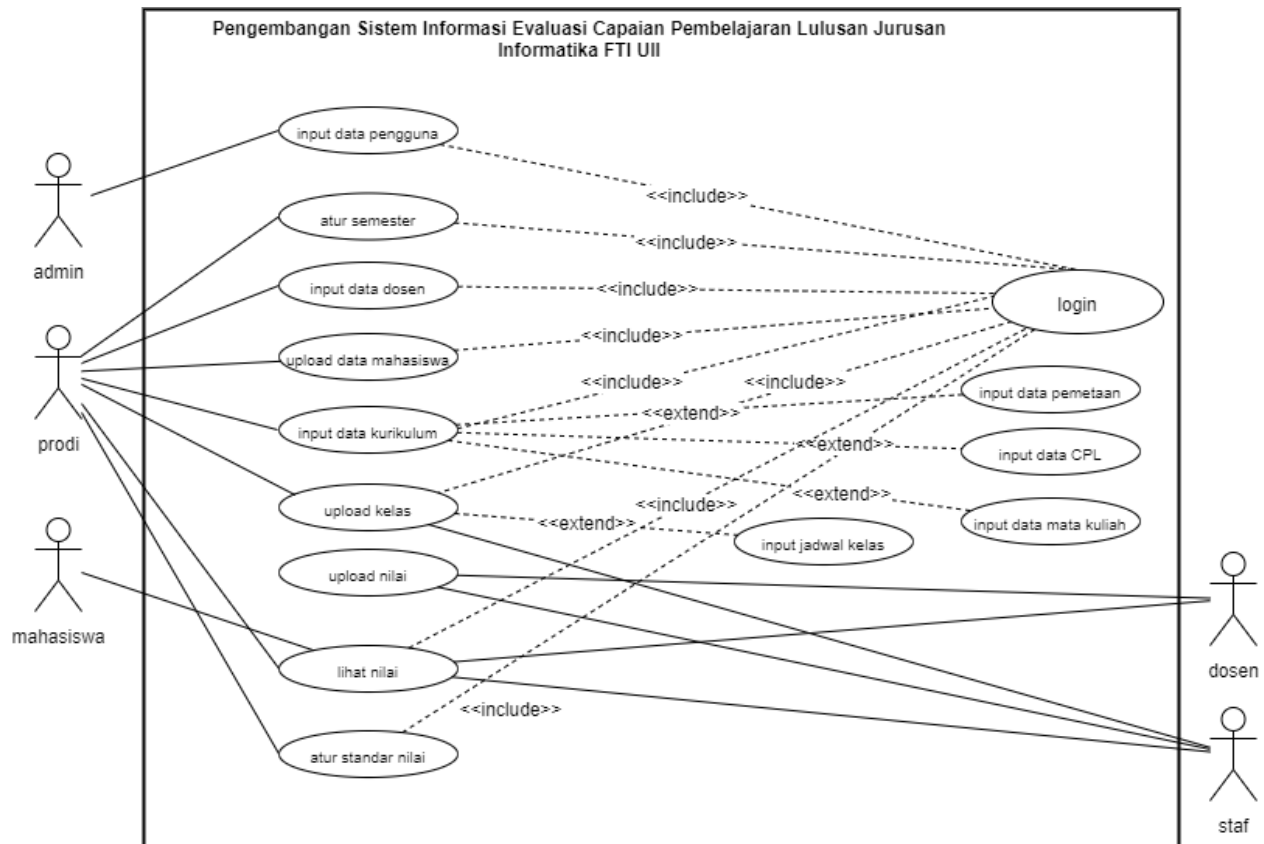 Pengembangan Sistem Informasi Evaluasi Capaian Pembelajaran Lulusan Jurusan
Informatika FTI UII
input data pengguna
<<include>>
admin
atur semester
<<include>>
input data dosen
<<include>>
login
prodi
upload data mahasiswa
<<include>>
<<include>>
<<include>>
input data pemetaan
<<extend>>
input data kurikulum
<<extend>>
input data CPL
<<extend>>
upload kelas
<<include>>
<<extend>>
input data mata kuliah
input jadwal kelas
upload nilai
mahasiswa
dosen
lihat nilai
<<include>>
atur standar nilai
staf